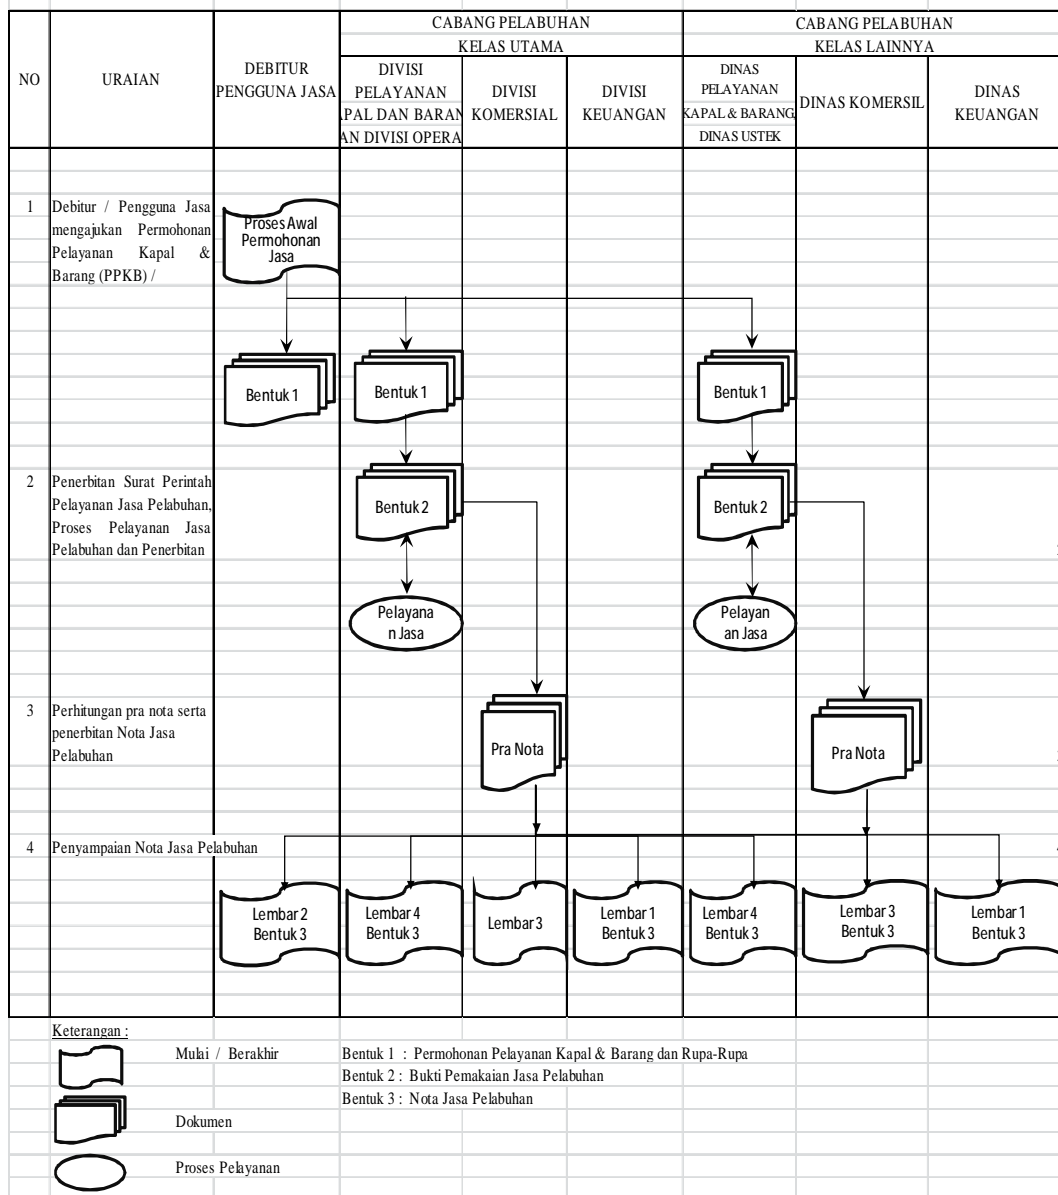 CABANG PELABUHAN
KELAS UTAMA
CABANG PELABUHAN
KELAS LAINNYA
NO
URAIAN
DEBITUR
PENGGUNA JASA
DIVISI
PELAYANAN
APAL DAN BARAN
AN DIVISI OPERA
DIVISI
KOMERSIAL
DIVISI
KEUANGAN
DINAS
PELAYANAN
KAPAL & BARANG,
DINAS USTEK
DINAS KOMERSIL
DINAS
KEUANGAN
1
Debitur / Pengguna Jasa
mengajukan Permohonan
Pelayanan Kapal &
Barang (PPKB) /
Proses Awal
Permohonan
Jasa
Bentuk 1
Bentuk 1
Bentuk 1
2
Penerbitan Surat Perintah
Pelayanan Jasa Pelabuhan,
Proses Pelayanan Jasa
Pelabuhan dan Penerbitan
Bentuk 2
Bentuk 2
Pelayana
n Jasa
Pelayan
an Jasa
3
Perhitungan pra nota serta
penerbitan Nota Jasa
Pelabuhan
Pra Nota
Pra Nota
4
Penyampaian Nota Jasa Pelabuhan
Lembar 2
Bentuk 3
Lembar 4
Bentuk 3
Lembar 3
Lembar 1
Bentuk 3
Lembar 4
Bentuk 3
Lembar 3
Bentuk 3
Lembar 1
Bentuk 3
Keterangan :
Mulai / Berakhir
Dokumen
Proses Pelayanan
Bentuk 1 : Permohonan Pelayanan Kapal & Barang dan Rupa-Rupa
Bentuk 2 : Bukti Pemakaian Jasa Pelabuhan
Bentuk 3 : Nota Jasa Pelabuhan